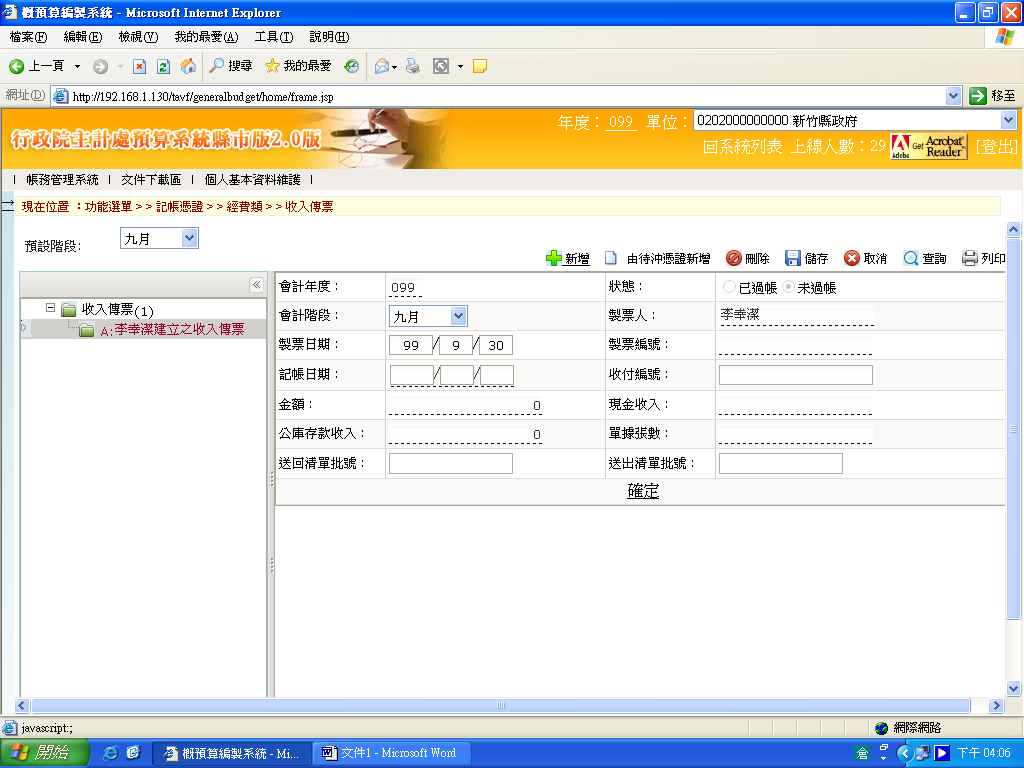 概預算編製系統 - Microsoft Internet Explorer
檔案(F) 編輯(E) 檢視(V) 我的最愛(A) 工具(T) 說明(H)
上一頁 搜尋 我的最愛
網址(D) http://192.168.1.130/tavf/generalbudget/home/frame.jsp 移至
行政院主計處預算系統縣市版2.0版
年度： 099 單位： 0202000000000 新竹縣政府
回系統列表 上線人數：29 Adobe Get Acrobat Reader [登出]
| 帳務管理系統 | 文件下載區 | 個人基本資料維護 |
現在位置 ：功能選單 > > 記帳憑證 > > 經費類 > > 收入傳票
預設階段: 九月
新增 由待沖憑證新增 刪除 儲存 取消 查詢 列印
收入傳票(1)
A:李幸潔建立之收入傳票
會計年度： 099 狀態： 已過帳 未過帳
會計階段： 九月 製票人： 李幸潔
製票日期： 99 / 9 / 30 製票編號：
記帳日期： / / 收付編號：
金額： 0 現金收入：
公庫存款收入： 0 單據張數：
送回清單批號： 送出清單批號：
確定
javascript:; 網際網路
開始 概預算編製系統 - Mi... 文件1 - Microsoft Word 倉 下午 04:06